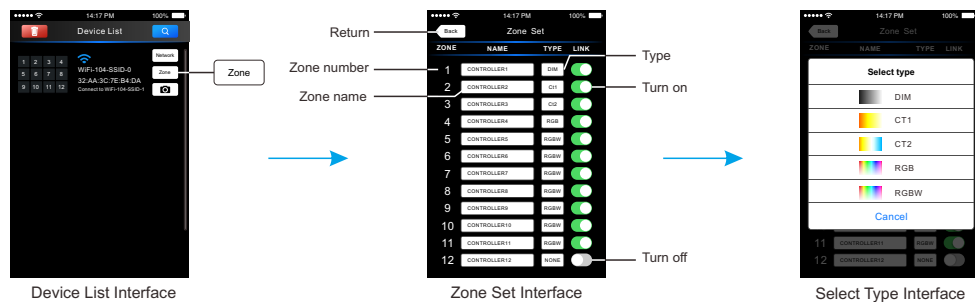 14:17 PM
100%
Device List
1 2 3 4
5 6 7 8
9 10 11 12
WiFi-104-SSID-0
32:AA:3C:7E:B4:DA
Connect to WiFi-104-SSID-1
Network
Zone
Zone
Device List Interface
Return
Zone number
Zone name
14:17 PM
100%
Back
Zone Set
ZONE NAME TYPE LINK
1 CONTROLLER1 DIM
2 CONTROLLER2 Ct1
3 CONTROLLER3 Ct2
4 CONTROLLER4 RGB
5 CONTROLLER5 RGBW
6 CONTROLLER6 RGBW
7 CONTROLLER7 RGBW
8 CONTROLLER8 RGBW
9 CONTROLLER9 RGBW
10 CONTROLLER10 RGBW
11 CONTROLLER11 RGBW
12 CONTROLLER12 NONE
Type
Turn on
Turn off
Zone Set Interface
14:17 PM
100%
Back
Zone Set
ZONE NAME TYPE LINK
Select type
DIM
CT1
CT2
RGB
RGBW
Cancel
11 CONTROLLER11 RGBW
12 CONTROLLER12 NONE
Select Type Interface